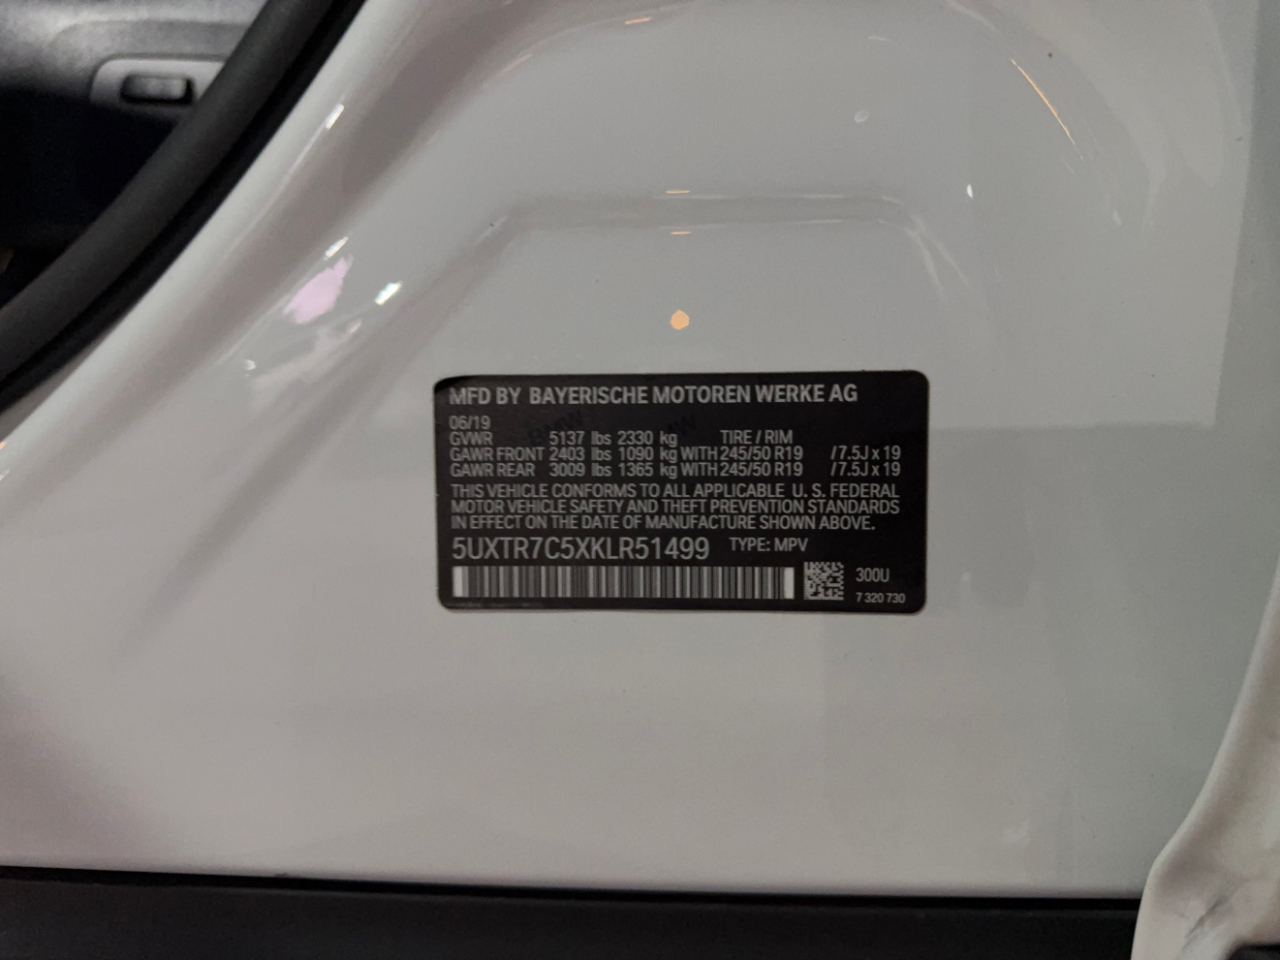 MFD BY BAYERISCHE MOTOREN WERKE AG
06/19
GVWR 5137 lbs 2330 kg TIRE / RIM
GAWR FRONT 2403 lbs 1090 kg WITH 245/50 R19 /7.5J x 19
GAWR REAR 3009 lbs 1365 kg WITH 245/50 R19 /7.5J x 19
THIS VEHICLE CONFORMS TO ALL APPLICABLE U. S. FEDERAL
MOTOR VEHICLE SAFETY AND THEFT PREVENTION STANDARDS
IN EFFECT ON THE DATE OF MANUFACTURE SHOWN ABOVE.
5UXTR7C5XKLR51499 TYPE: MPV
300U
7 320 730